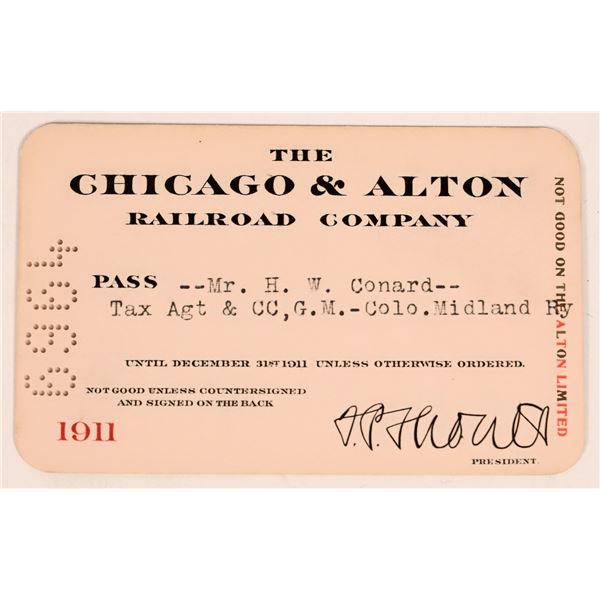 THE
CHICAGO & ALTON
RAILROAD COMPANY
PASS --Mr. H. W. Conard--
Tax Agt & CC,G.M.-Colo.Midland Ry
UNTIL DECEMBER 31ST 1911 UNLESS OTHERWISE ORDERED.
NOT GOOD UNLESS COUNTERSIGNED
AND SIGNED ON THE BACK
1911
PRESIDENT.
NOT GOOD ON THE ALTON LIMITED
6964